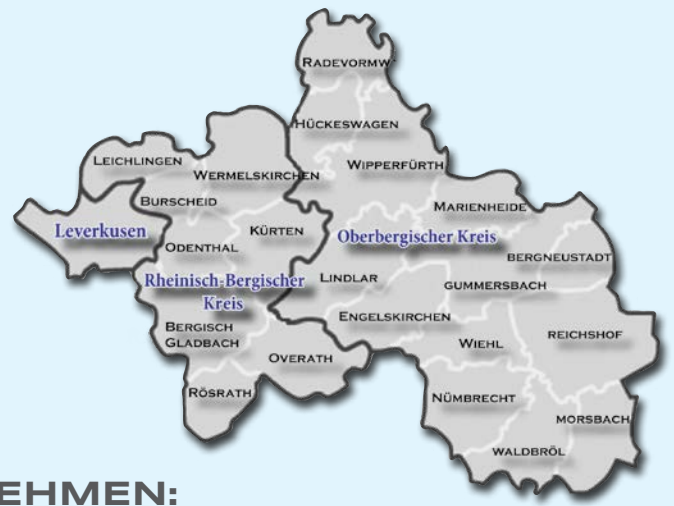 RADEVORMW.
HÜCKESWAGEN
WIPPERFÜRTH
LEICHLINGEN
WERMELSKIRCHEN
BURSCHEID
MARIENHEIDE
Leverkusen
KÜRTEN
Oberbergischer Kreis
ODENTHAL
BERGNEUSTADT
Rheinisch-Bergischer
Kreis
LINDLAR
GUMMERSBACH
ENGELSKIRCHEN
BERGISCH
GLADBACH
REICHSHOF
WIEHL
OVERATH
RÖSRATH
NÜMBRECHT
MORSBACH
WALDBRÖL
EHMEN: